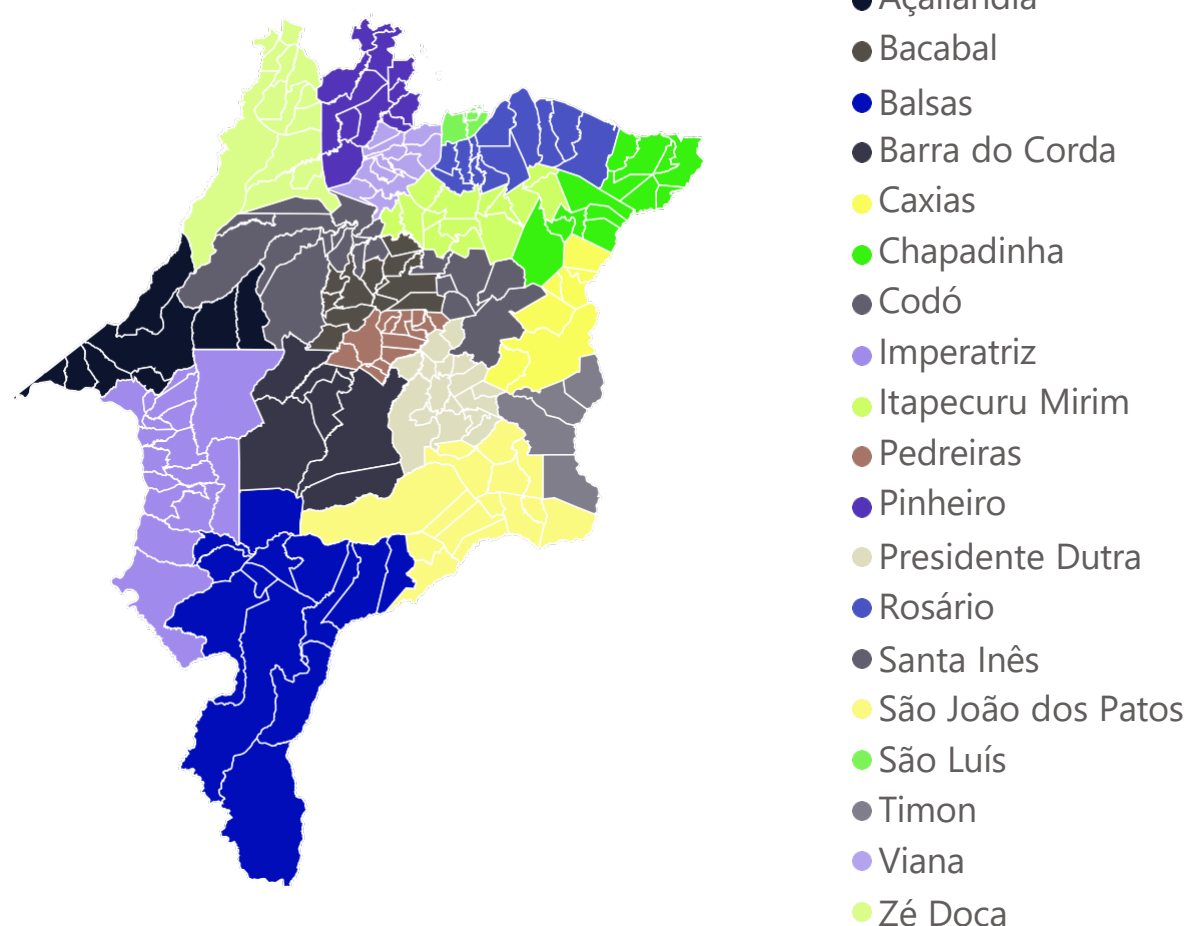 Açailândia
Bacabal
Balsas
Barra do Corda
Caxias
Chapadinha
Codó
Imperatriz
Itapecuru Mirim
Pedreiras
Pinheiro
Presidente Dutra
Rosário
Santa Inês
São João dos Patos
São Luís
Timon
Viana
Zé Doca